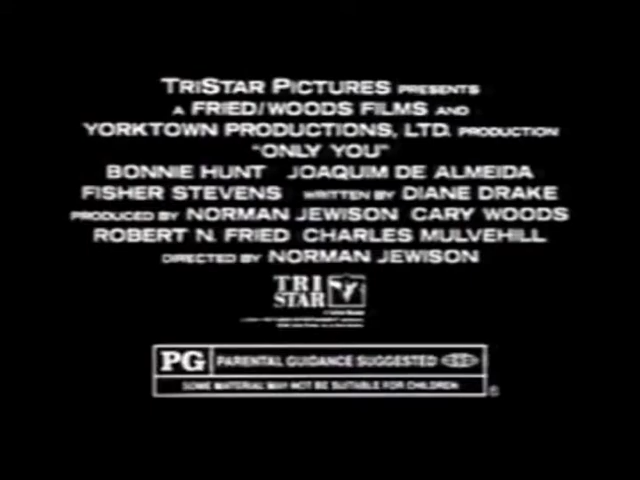 TRISTAR PICTURES PRESENTS
A FRIED/WOODS FILMS AND
YORKTOWN PRODUCTIONS, LTD. PRODUCTION
"ONLY YOU"
BONNIE HUNT JOAQUIM DE ALMEIDA
FISHER STEVENS WRITTEN BY DIANE DRAKE
PRODUCED BY NORMAN JEWISON CARY WOODS
ROBERT N. FRIED CHARLES MULVEHILL
DIRECTED BY NORMAN JEWISON
TRI
STAR
PG PARENTAL GUIDANCE SUGGESTED
SOME MATERIAL MAY NOT BE SUITABLE FOR CHILDREN